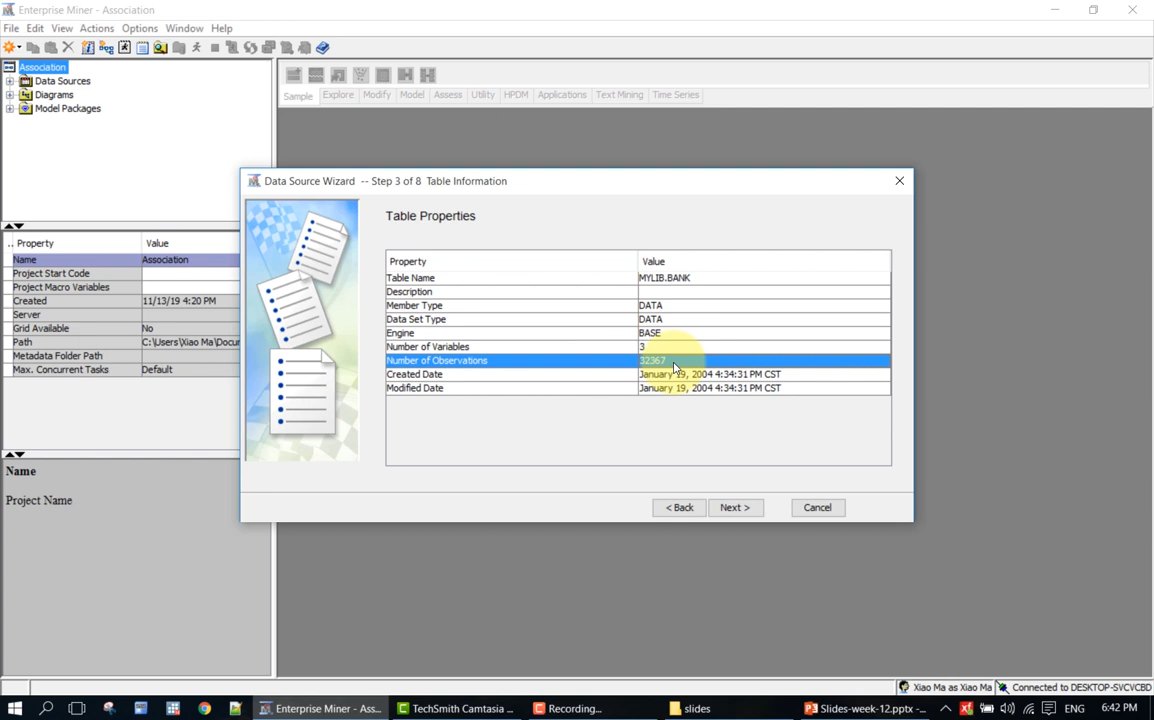 Enterprise Miner - Association
File Edit View Actions Options Window Help
Association
Data Sources
Diagrams
Model Packages
Sample Explore Modify Model Assess Utility HPDM Applications Text Mining Time Series
.. Property Value
Name Association
Project Start Code
Project Macro Variables
Created 11/13/19 4:20 PM
Server
Grid Available No
Path C:\Users\Xiao Ma\Docur
Metadata Folder Path
Max. Concurrent Tasks Default
Name
Project Name
Data Source Wizard -- Step 3 of 8 Table Information
Table Properties
Property Value
Table Name MYLIB.BANK
Description
Member Type DATA
Data Set Type DATA
Engine BASE
Number of Variables 3
Number of Observations 32367
Created Date January 19, 2004 4:34:31 PM CST
Modified Date January 19, 2004 4:34:31 PM CST
< Back Next > Cancel
Xiao Ma as Xiao Ma Connected to DESKTOP-SVCVCBD
Enterprise Miner - Ass... TechSmith Camtasia ... Recording... slides Slides-week-12.pptx -... ENG 6:42 PM